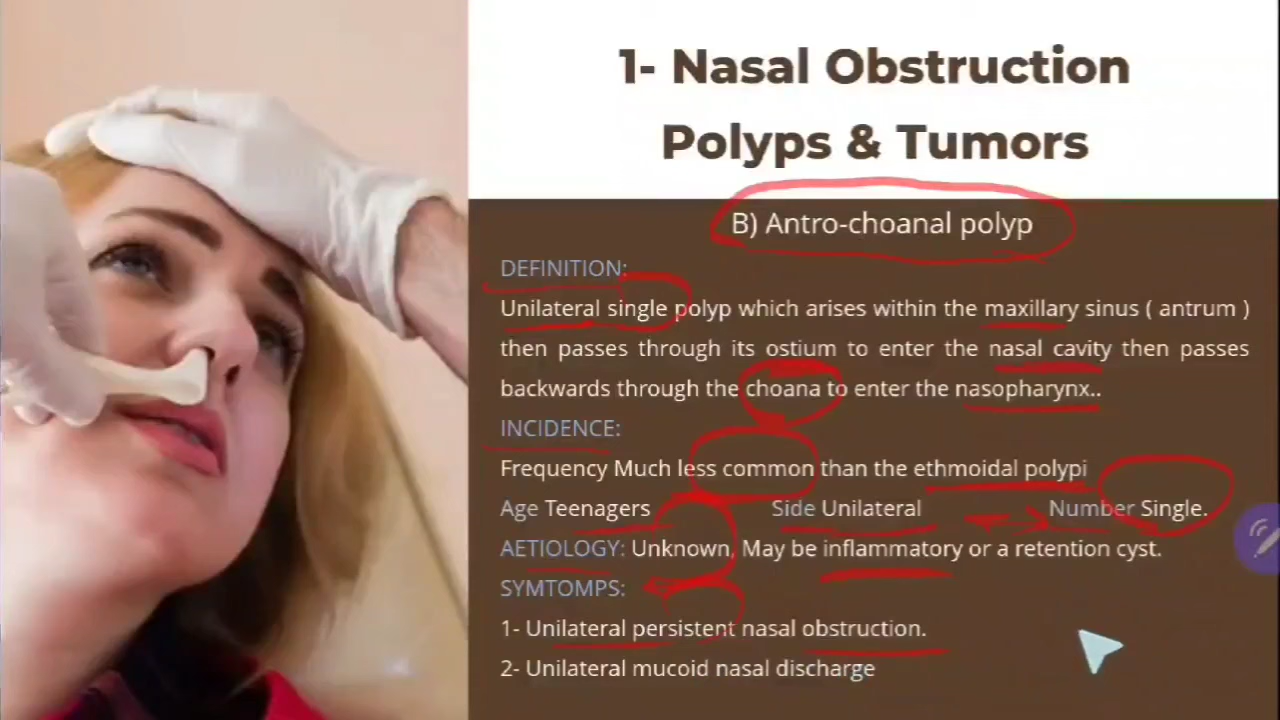 1- Nasal Obstruction
Polyps & Tumors
B) Antro-choanal polyp
DEFINITION:
Unilateral single polyp which arises within the maxillary sinus ( antrum )
then passes through its ostium to enter the nasal cavity then passes
backwards through the choana to enter the nasopharynx..
INCIDENCE:
Frequency Much less common than the ethmoidal polypi
Age Teenagers Side Unilateral Number Single.
AETIOLOGY: Unknown, May be inflammatory or a retention cyst.
SYMTOMPS:
1- Unilateral persistent nasal obstruction.
2- Unilateral mucoid nasal discharge